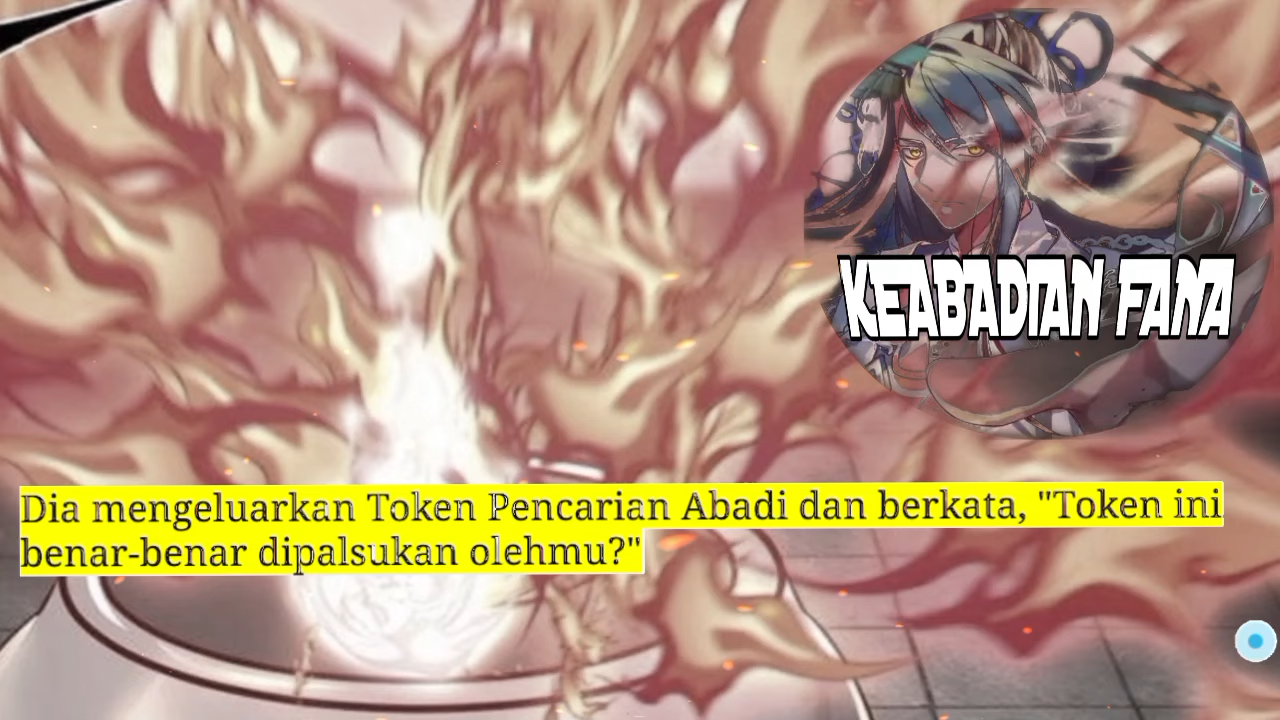 KEABADIAN FANA
Dia mengeluarkan Token Pencarian Abadi dan berkata, "Token ini
benar-benar dipalsukan olehmu?"